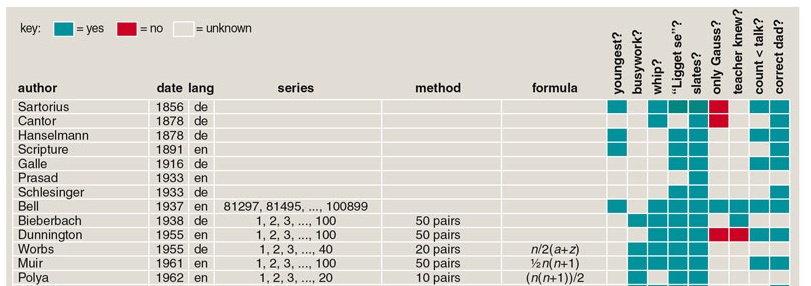 key: = yes = no = unknown
youngest? busywork? whip? "Ligget se"? slates? only Gauss? teacher knew? count < talk? correct dad?
author date lang series method formula
Sartorius 1856 de
Cantor 1878 de
Hanselmann 1878 de
Scripture 1891 en
Galle 1916 de
Prasad 1933 en
Schlesinger 1933 de
Bell 1937 en 81297, 81495, ..., 100899
Bieberbach 1938 de 1, 2, 3, ..., 100 50 pairs
Dunnington 1955 en 1, 2, 3, ..., 100 50 pairs
Worbs 1955 de 1, 2, 3, ..., 40 20 pairs n/2(a+z)
Muir 1961 en 1, 2, 3, ..., 100 50 pairs ½n(n+1)
Polya 1962 en 1, 2, 3, ..., 20 10 pairs (n(n+1))/2